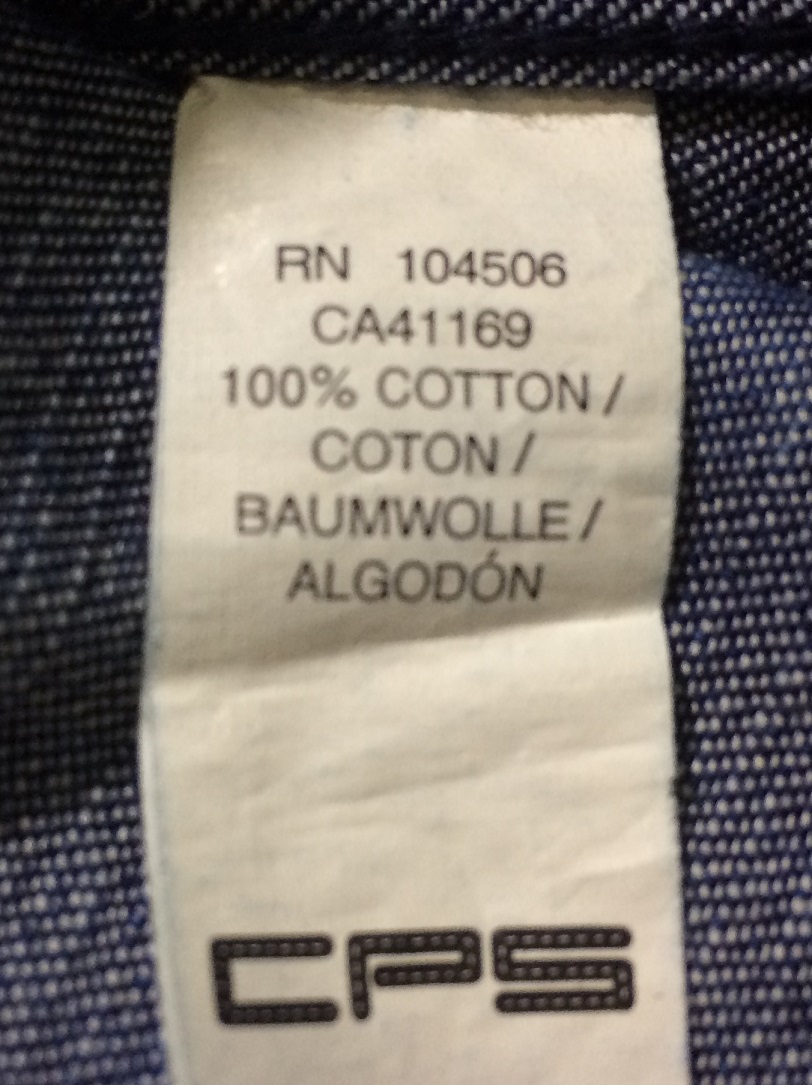 RN 104506
CA41169
100% COTTON /
COTON /
BAUMWOLLE /
ALGODÓN
CPS